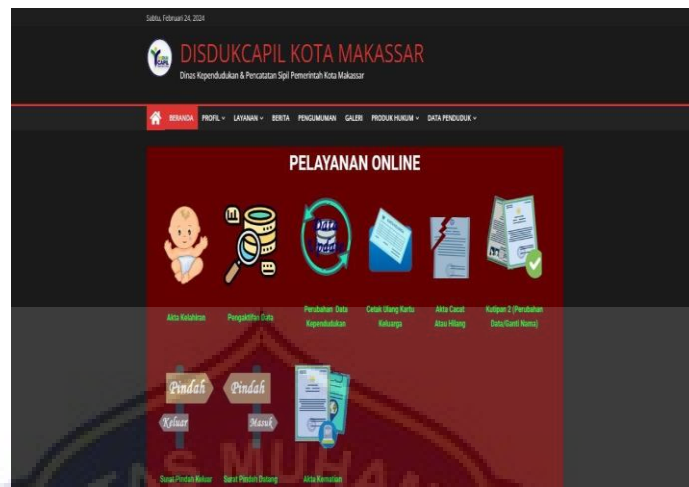 Sabtu, Februari 24, 2024
DISDUKCAPIL KOTA MAKASSAR
Dinas Kependudukan & Pencatatan Sipil Pemerintah Kota Makassar
BERANDA PROFIL LAYANAN BERITA PENGUMUMAN GALERI PRODUK HUKUM DATA PENDUDUK
PELAYANAN ONLINE
Data
Update
Akta Kelahiran
Pengaktifan Data
Perubahan Data
Kependudukan
Cetak Ulang Kartu
Keluarga
Akta Cacat
Atau Hilang
Kutipan 2 (Perubahan
Data/Ganti Nama)
Pindah
Keluar
Pindah
Masuk
Surat Pindah Keluar
Surat Pindah Datang
Akta Kematian
S MUHA